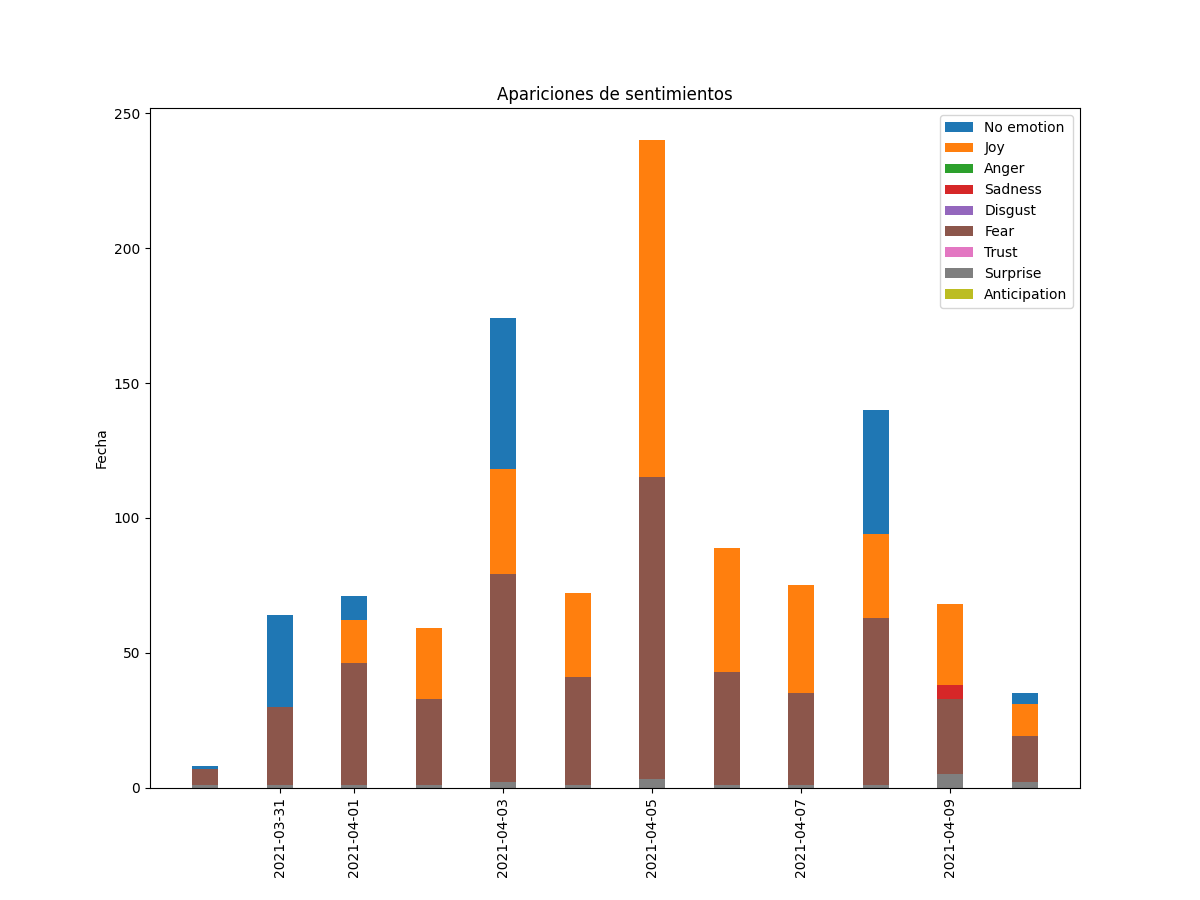 Apariciones de sentimientos
250
200
150
100
50
0
Fecha
No emotion
Joy
Anger
Sadness
Disgust
Fear
Trust
Surprise
Anticipation
2021-03-31
2021-04-01
2021-04-03
2021-04-05
2021-04-07
2021-04-09